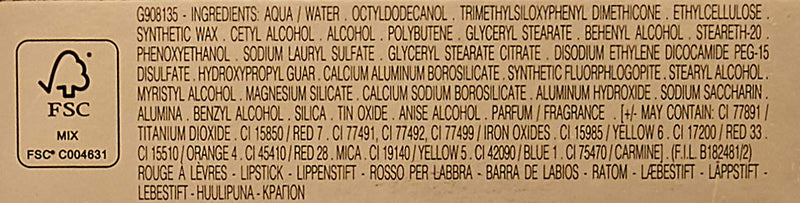 G908135 - INGREDIENTS: AQUA / WATER . OCTYLDODECANOL . TRIMETHYLSILOXYPHENYL DIMETHICONE . ETHYLCELLULOSE .
SYNTHETIC WAX . CETYL ALCOHOL . ALCOHOL . POLYBUTENE . GLYCERYL STEARATE . BEHENYL ALCOHOL . STEARETH-20 .
PHENOXYETHANOL . SODIUM LAURYL SULFATE . GLYCERYL STEARATE CITRATE . DISODIUM ETHYLENE DICOCAMIDE PEG-15
DISULFATE . HYDROXYPROPYL GUAR . CALCIUM ALUMINUM BOROSILICATE . SYNTHETIC FLUORPHLOGOPITE . STEARYL ALCOHOL .
MYRISTYL ALCOHOL . MAGNESIUM SILICATE . CALCIUM SODIUM BOROSILICATE . ALUMINUM HYDROXIDE . SODIUM SACCHARIN .
ALUMINA . BENZYL ALCOHOL . SILICA . TIN OXIDE . ANISE ALCOHOL . PARFUM / FRAGRANCE . [+/- MAY CONTAIN: CI 77891 /
TITANIUM DIOXIDE . CI 15850 / RED 7 . CI 77491, CI 77492, CI 77499 / IRON OXIDES . CI 15985 / YELLOW 6 . CI 17200 / RED 33 .
CI 15510 / ORANGE 4 . CI 45410 / RED 28 . MICA . CI 19140 / YELLOW 5 . CI 42090 / BLUE 1 . CI 75470 / CARMINE] . (F.I.L. B182481/2)
ROUGE À LÈVRES - LIPSTICK - LIPPENSTIFT - ROSSO PER LABBRA - BARRA DE LABIOS - BATOM - LÆBESTIFT - LÄPPSTIFT -
LEBESTIFT - HUULIPUNA - ΚΡΑΓΙΟΝ
FSC
MIX
FSC® C004631